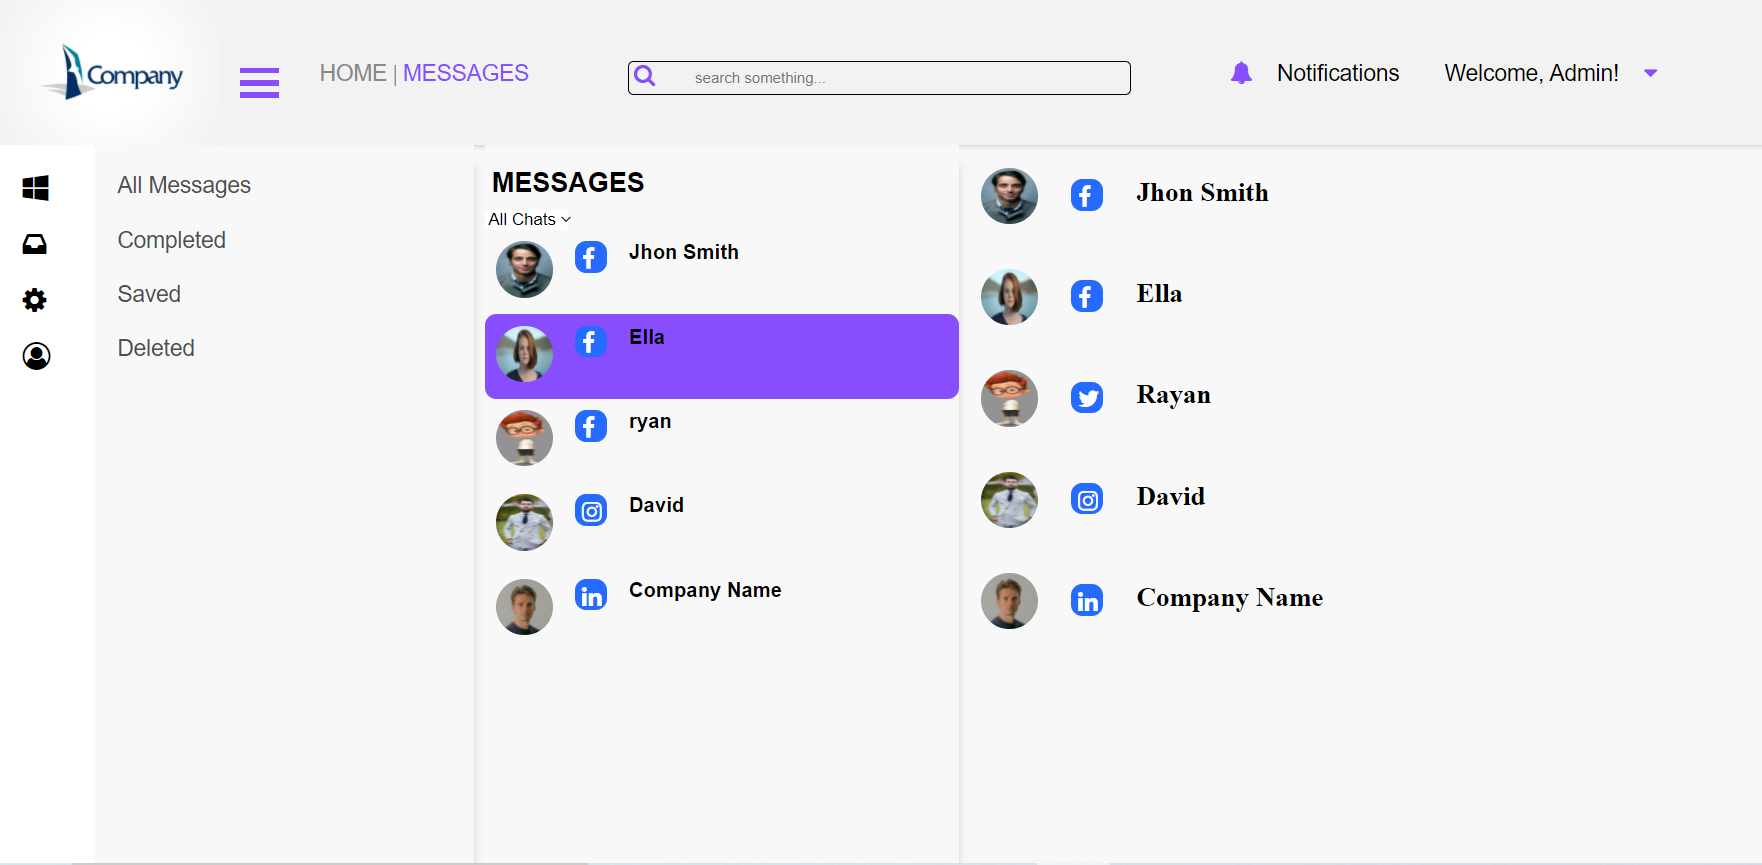 Company
HOME | MESSAGES
search something...
Notifications
Welcome, Admin!
All Messages
Completed
Saved
Deleted
MESSAGES
All Chats
Jhon Smith
Ella
ryan
David
Company Name
Jhon Smith
Ella
Rayan
David
Company Name